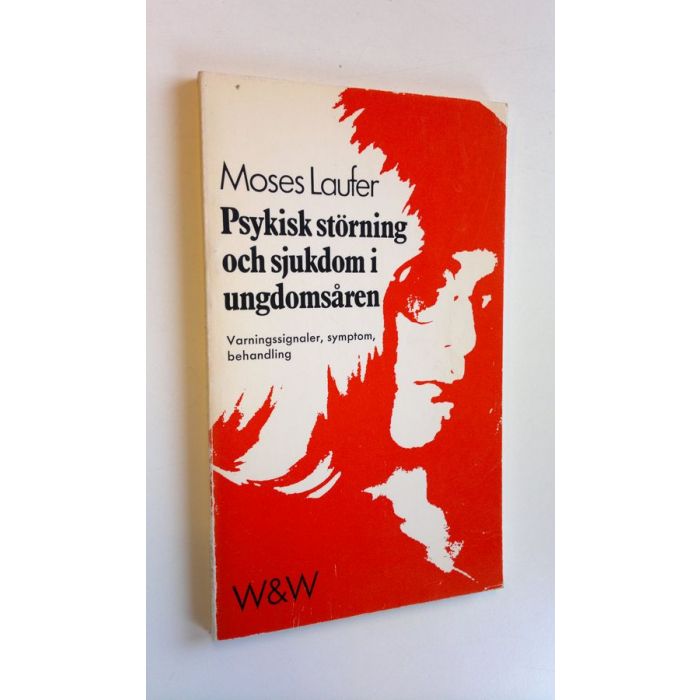 Moses Laufer
Psykisk störning
och sjukdom i
ungdomsåren
Varningssignaler, symptom,
behandling
W&W